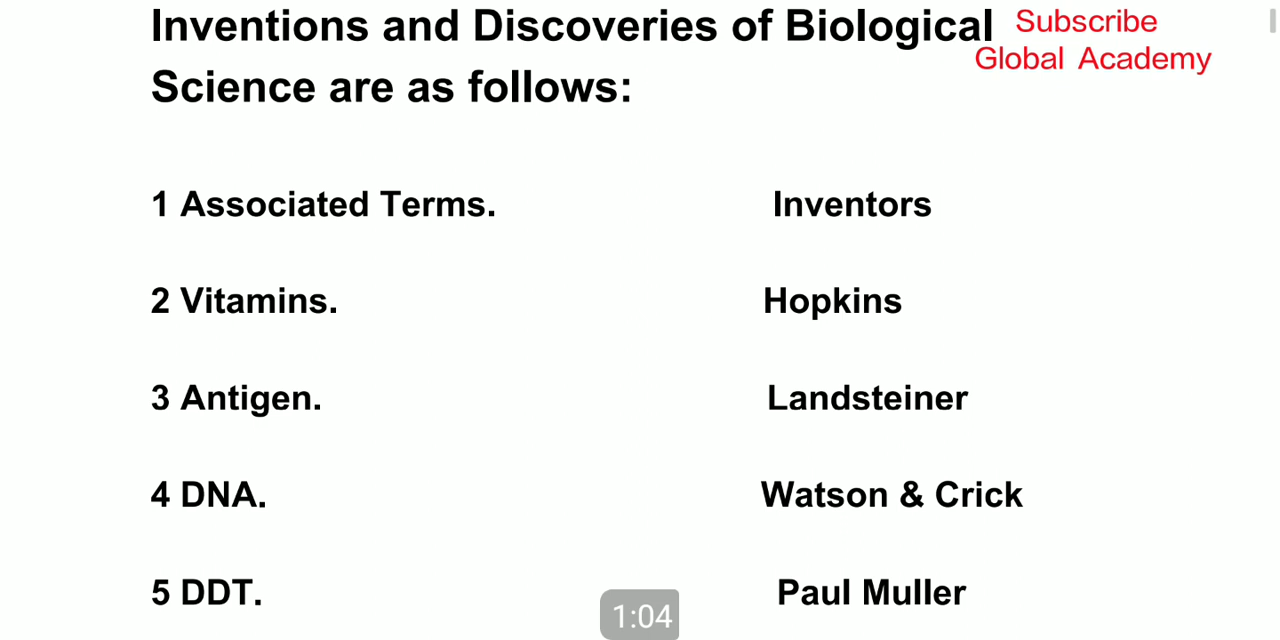 Inventions and Discoveries of Biological
Science are as follows:
Subscribe
Global Academy
1 Associated Terms. Inventors
2 Vitamins. Hopkins
3 Antigen. Landsteiner
4 DNA. Watson & Crick
5 DDT. Paul Muller
1:04